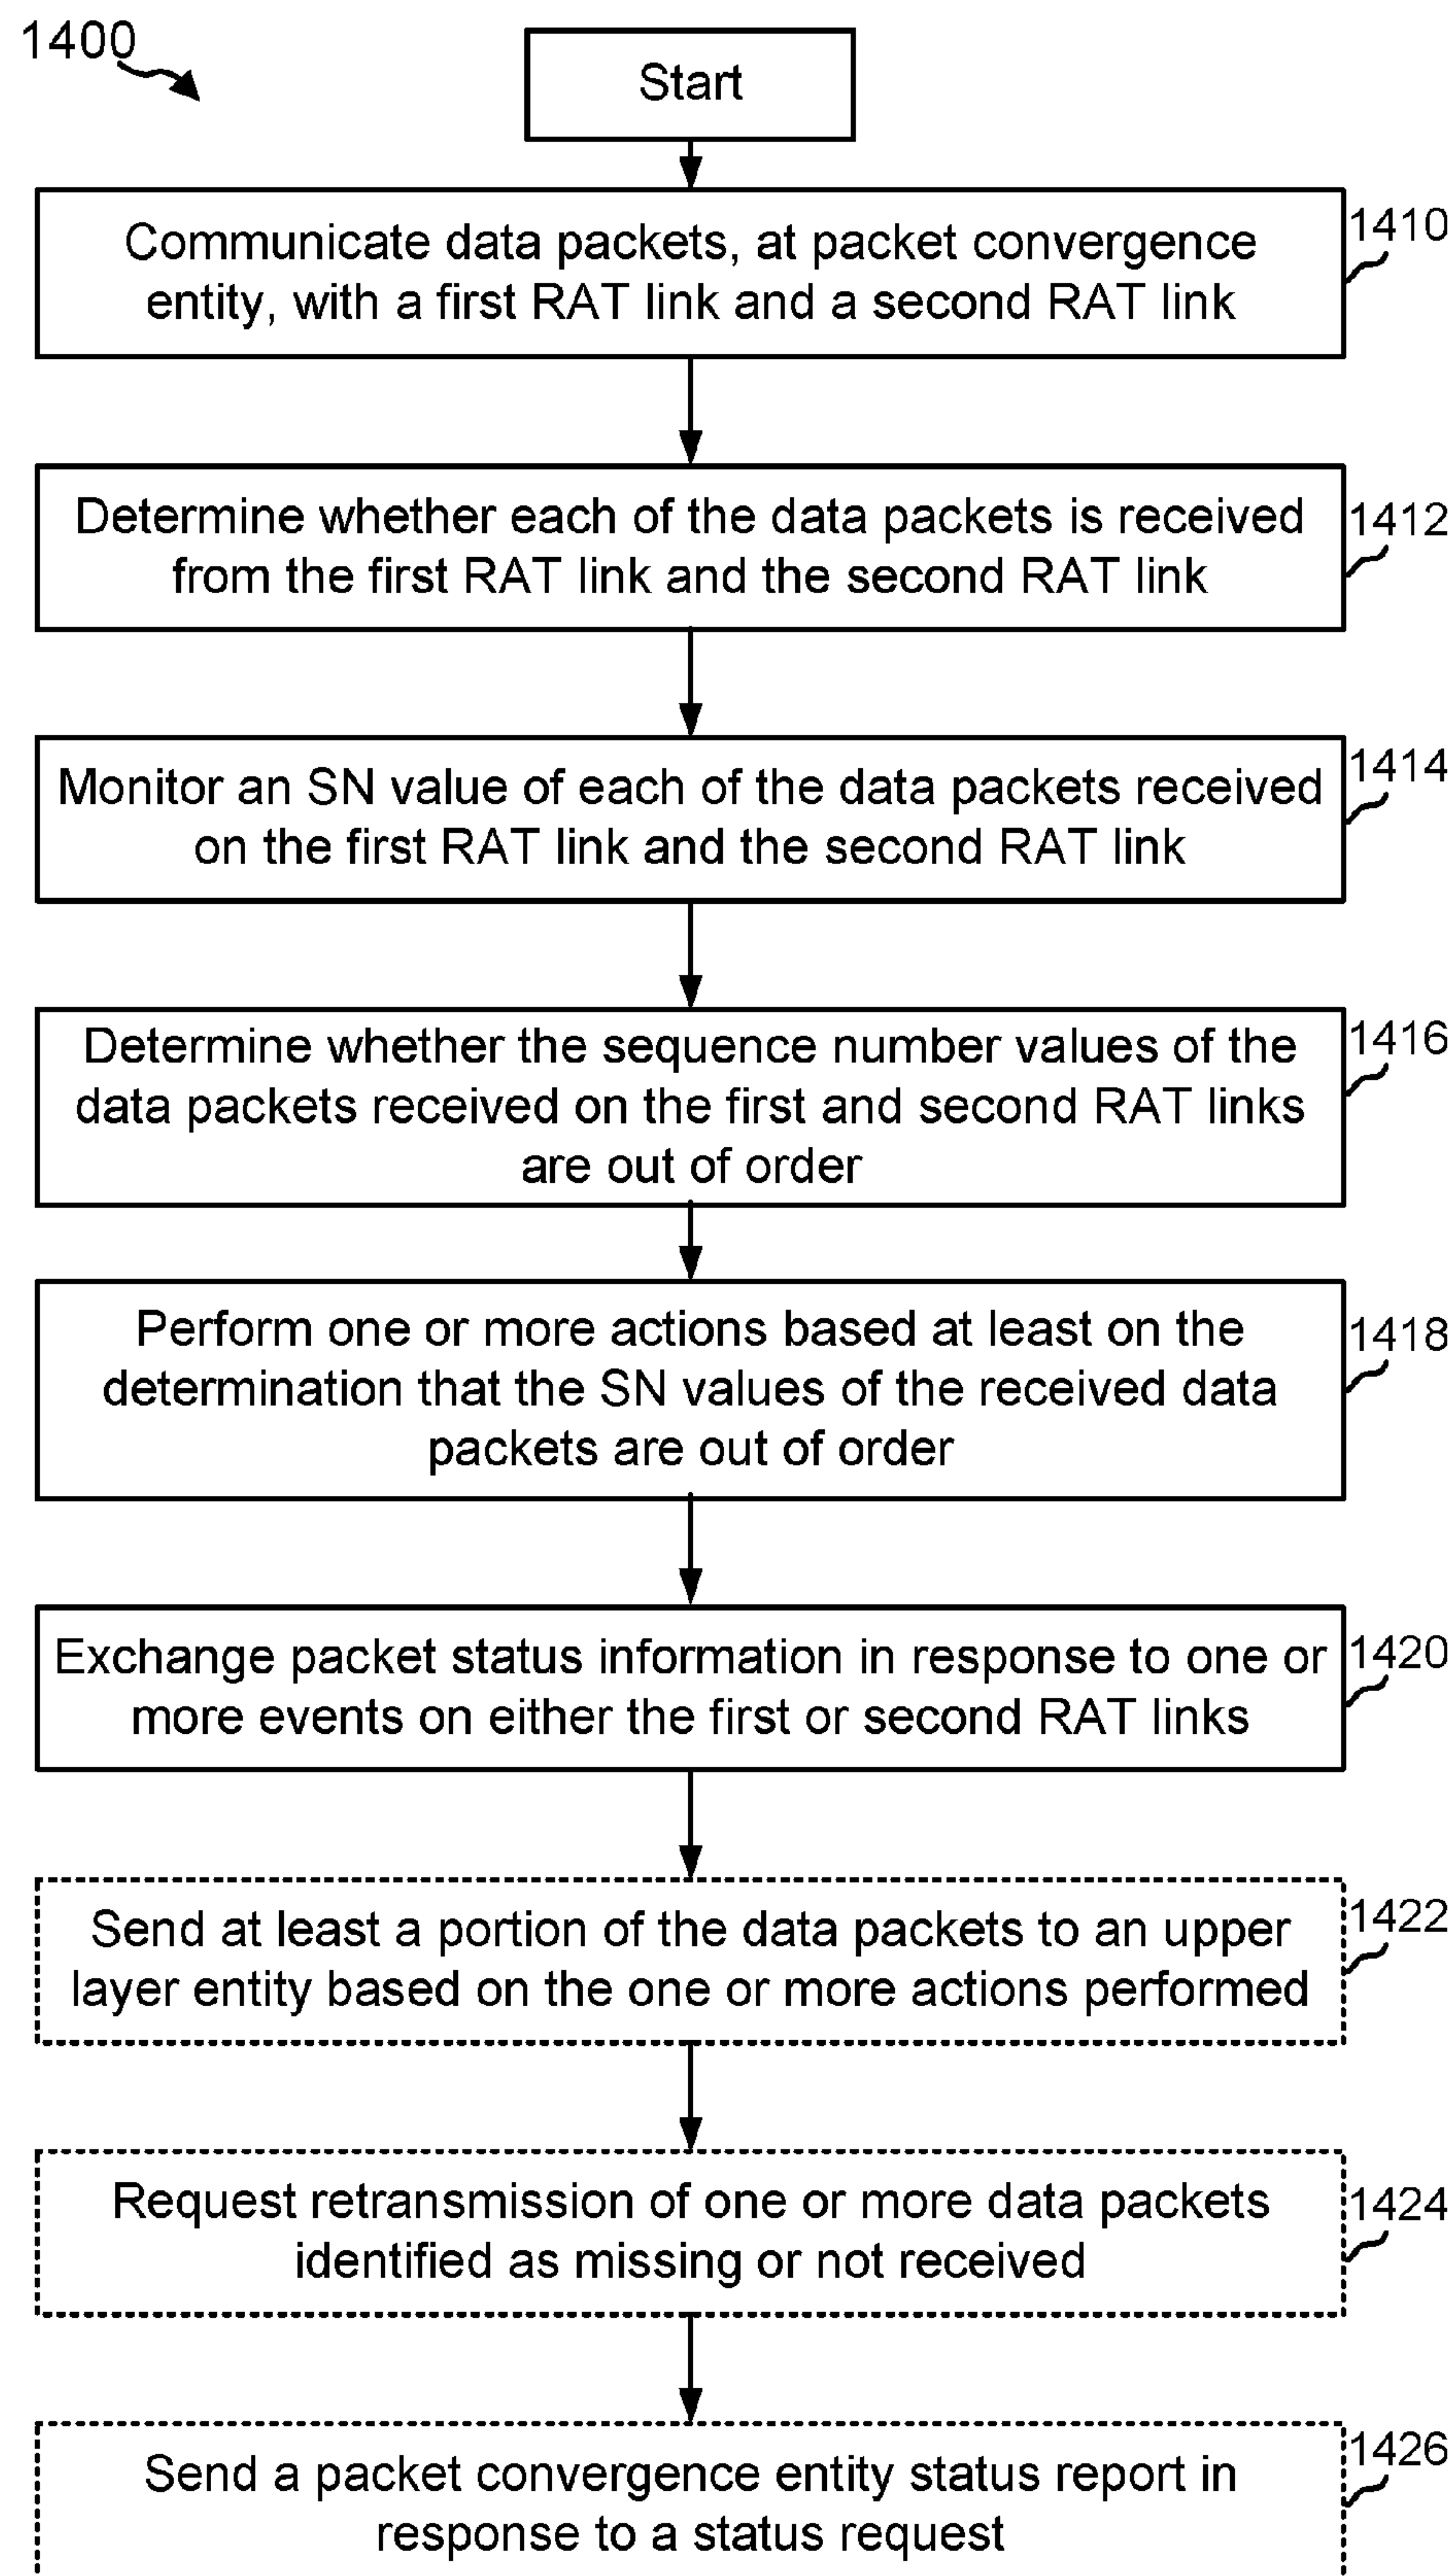 1400
Start
Communicate data packets, at packet convergence
entity, with a first RAT link and a second RAT link
1410
Determine whether each of the data packets is received
from the first RAT link and the second RAT link
1412
Monitor an SN value of each of the data packets received
on the first RAT link and the second RAT link
1414
Determine whether the sequence number values of the
data packets received on the first and second RAT links
are out of order
1416
Perform one or more actions based at least on the
determination that the SN values of the received data
packets are out of order
1418
Exchange packet status information in response to one or
more events on either the first or second RAT links
1420
Send at least a portion of the data packets to an upper
layer entity based on the one or more actions performed
1422
Request retransmission of one or more data packets
identified as missing or not received
1424
Send a packet convergence entity status report in
response to a status request
1426